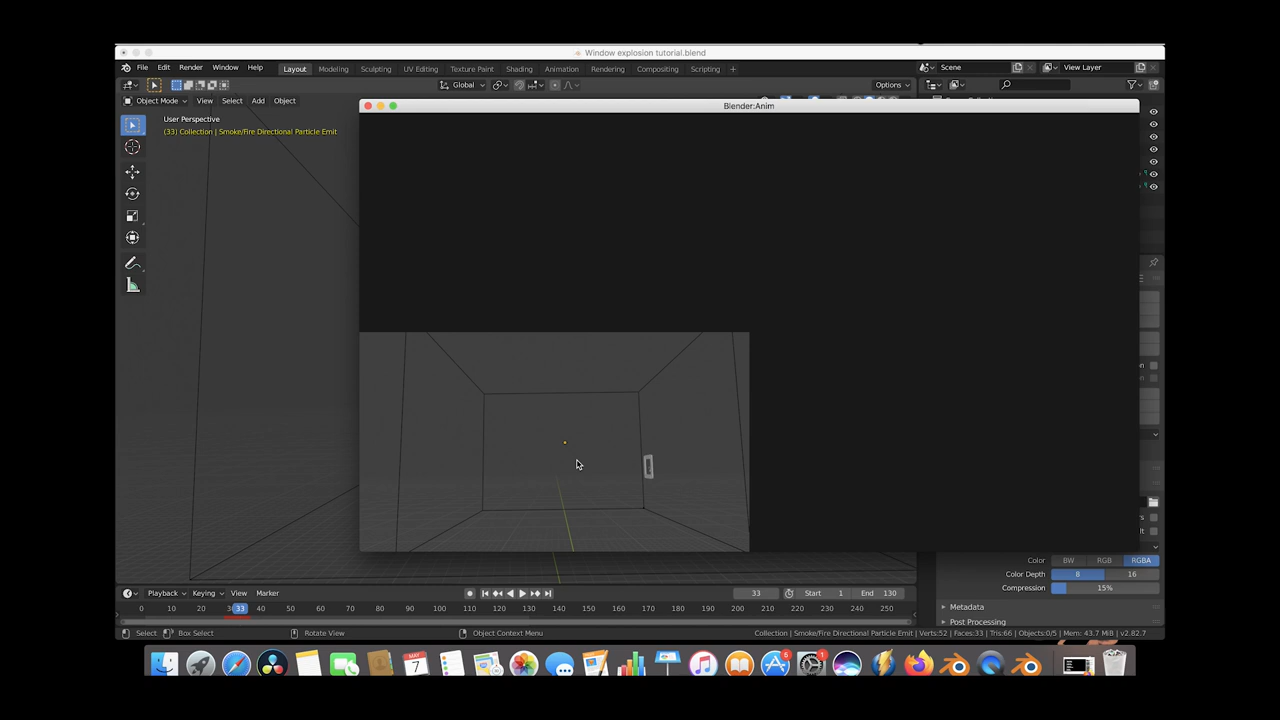 Window explosion tutorial.blend
File Edit Render Window Help Layout Modeling Sculpting UV Editing Texture Paint Shading Animation Rendering Compositing Scripting + Scene View Layer
Global Options
Object Mode View Select Add Object
Blender:Anim
User Perspective
(33) Collection | Smoke/Fire Directional Particle Emit
Color BW RGB RGBA
Color Depth 8 16
Compression 15%
Playback Keying View Marker 33 Start 1 End 130
0 10 20 33 40 50 60 70 80 90 100 110 120 130 140 150 160 170 180 190 200 210 220 230 240 250
Metadata
Post Processing
Select Box Select Rotate View Object Context Menu Collection | Smoke/Fire Directional Particle Emit | Verts:52 | Faces:33 | Tris:66 | Objects:0/5 | Mem: 43.7 MiB | v2.82.7
MAY
7
5
1